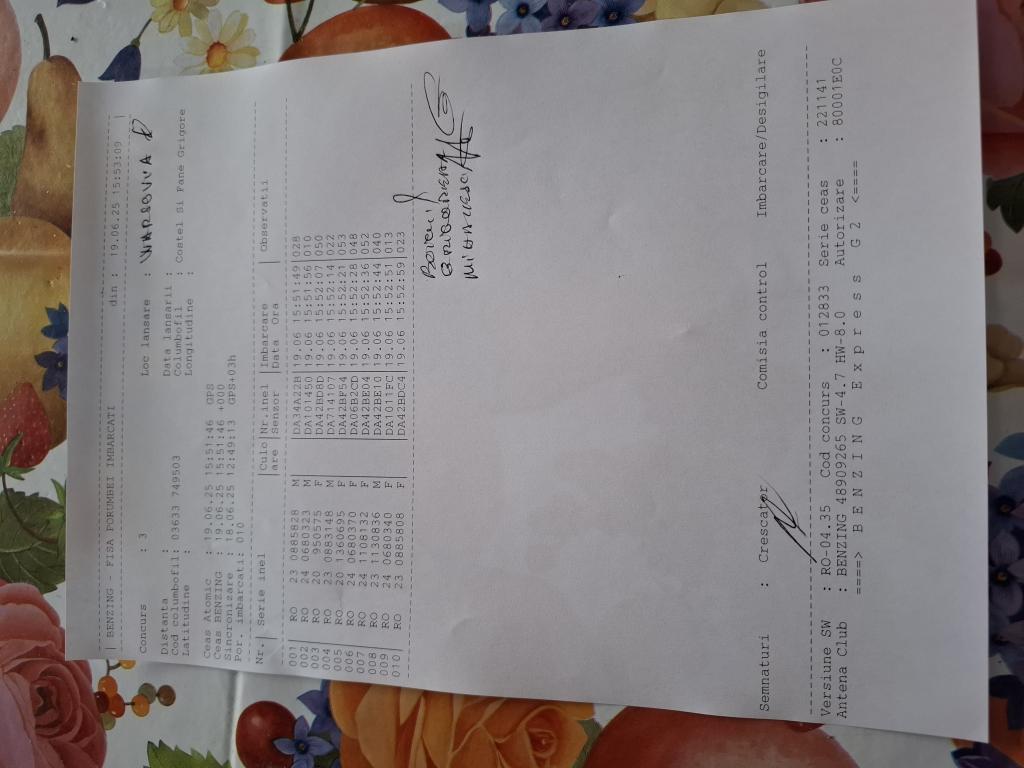 | BENZING - FISA PORUMBEI IMBARCATI din : 19.06.25 15:53:09 |
Concurs : 3 Loc lansare : WARSOVVA
Distanta : Data lansarii :
Cod columbofil: 03633 749503 Columbofil : Costel Si Fane Grigore
Latitudine : Longitudine :
Ceas Atomic : 19.06.25 15:51:46 GPS
Ceas BENZING : 19.06.25 15:51:46 +000
Sincronizare : 18.06.25 12:49:13 GPS+03h
Por. imbarcati: 010
Nr.| Serie inel |Culo|Nr.inel |Imbarcare |Observatii
|are |Senzor |Data Ora |
001| RO 23 0885828 M |DA34A22B|19.06 15:51:49|028
002| RO 24 0680323 M |19.06 010
003| RO 20 950575 F |DA42BDBD|19.06 15:52:07|050
004| RO 23 0883148 M |DA714107|19.06 15:52:14|022
005| RO 20 1360695 F |DA42BF54|19.06 15:52:21|053
006| RO 24 0680370 F |DA06B2CD|19.06 15:52:28|048
007| RO 24 1108132 F |19.06 15:52:36|052
008| RO 23 1130836 M |19.06 15:52:44|040
009| RO 24 0680340 F |DA1011FC|19.06 15:52:51|013
010| RO 23 0885808 F |DA42BDC4|19.06 15:52:59|023
Semnaturi : Crescator Comisia control Imbarcare/Desigilare
Versiune SW : RO-04.35 Cod concurs : 012833 Serie ceas : 221141
Antena Club : BENZING 48909265 SW-4.7 HW-8.0 Autorizare : 80001E0C
====> B E N Z I N G E x p r e s s G 2 <====